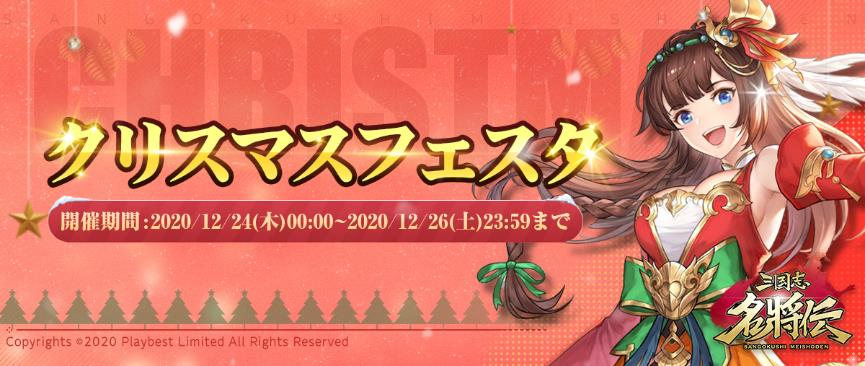 SANGOKUSHI MEISHODEN
CHRISTMA
クリスマスフェスタ
開催期間:2020/12/24(木)00:00~2020/12/26(土)23:59まで
三国志
名将伝
SANGOKUSHI MEISHODEN
Copyrights ©2020 Playbest Limited All Rights Reserved